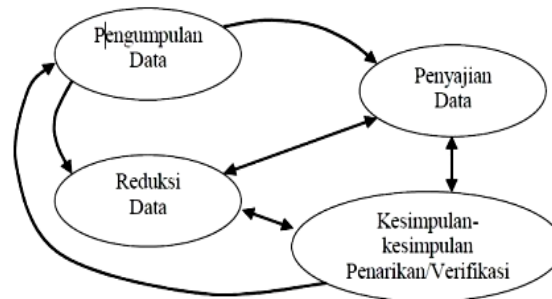 Pengumpulan
Data
Penyajian
Data
Reduksi
Data
Kesimpulan-
kesimpulan
Penarikan/Verifikasi